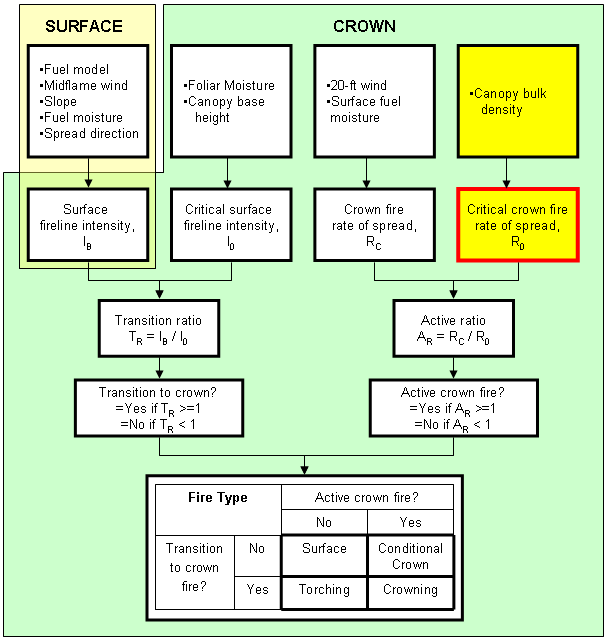 SURFACE
CROWN
•Fuel model
•Midflame wind
•Slope
•Fuel moisture
•Spread direction
•Foliar Moisture
•Canopy base
height
•20-ft wind
•Surface fuel
moisture
•Canopy bulk
density
Surface
fireline intensity,
I_B
Critical surface
fireline intensity,
I_0
Crown fire
rate of spread,
R_C
Critical crown fire
rate of spread,
R_0
Transition ratio
T_R = I_B / I_0
Active ratio
A_R = R_C / R_0
Transition to crown?
=Yes if T_R >=1
=No if T_R < 1
Active crown fire?
=Yes if A_R >=1
=No if A_R < 1
Fire Type
Active crown fire?
No
Yes
Transition
to crown
fire?
No
Surface
Conditional
Crown
Yes
Torching
Crowning